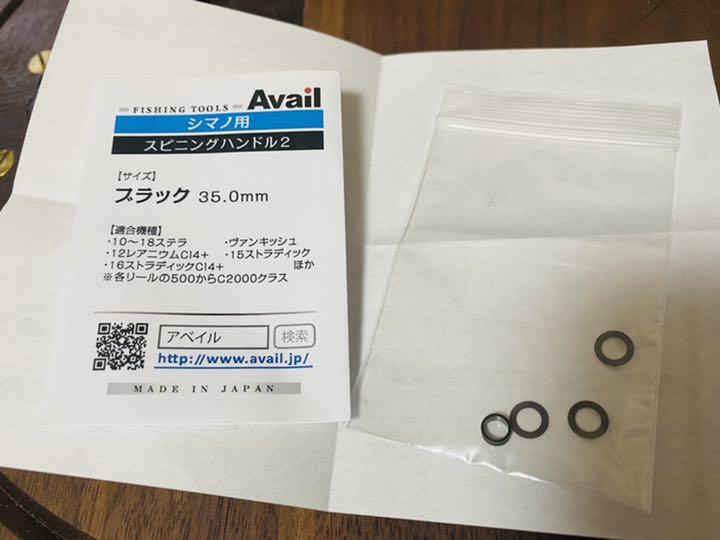 FISHING TOOLS Avail
シマノ用
スピニングハンドル2
【サイズ】
ブラック 35.0mm
【適合機種】
・10〜18ステラ ・ヴァンキッシュ
・12レアニウムCI4+ ・15ストラディック
・16ストラディックCI4+ ほか
※各リールの500からC2000クラス
アベイル 検索
http://www.avail.jp/
MADE IN JAPAN